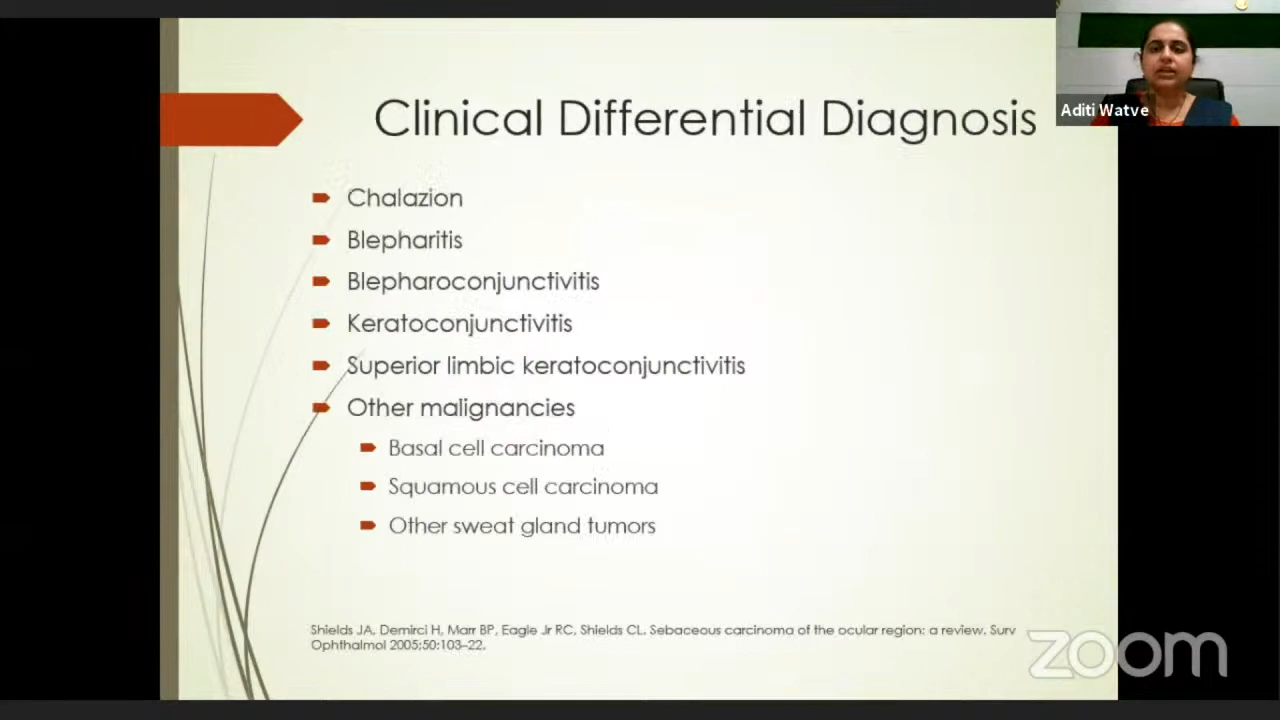 Clinical Differential Diagnosis
Aditi Watve
Chalazion
Blepharitis
Blepharoconjunctivitis
Keratoconjunctivitis
Superior limbic keratoconjunctivitis
Other malignancies
Basal cell carcinoma
Squamous cell carcinoma
Other sweat gland tumors
Shields JA, Demirci H, Marr BP, Eagle Jr RC, Shields CL. Sebaceous carcinoma of the ocular region: a review. Surv
Ophthalmol 2005;50:103–22.
zoom